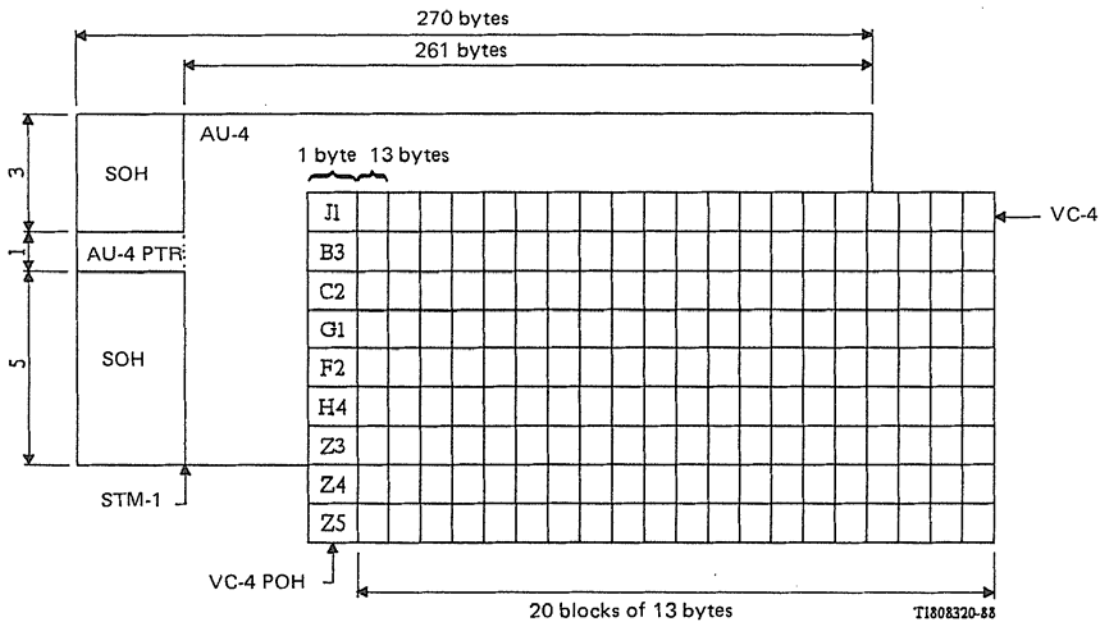 270 bytes
261 bytes
AU-4
1 byte 13 bytes
3
SOH
J1
VC-4
1
AU-4 PTR
B3
C2
G1
5
SOH
F2
H4
Z3
STM-1
Z4
Z5
VC-4 POH
20 blocks of 13 bytes
T1808320-88